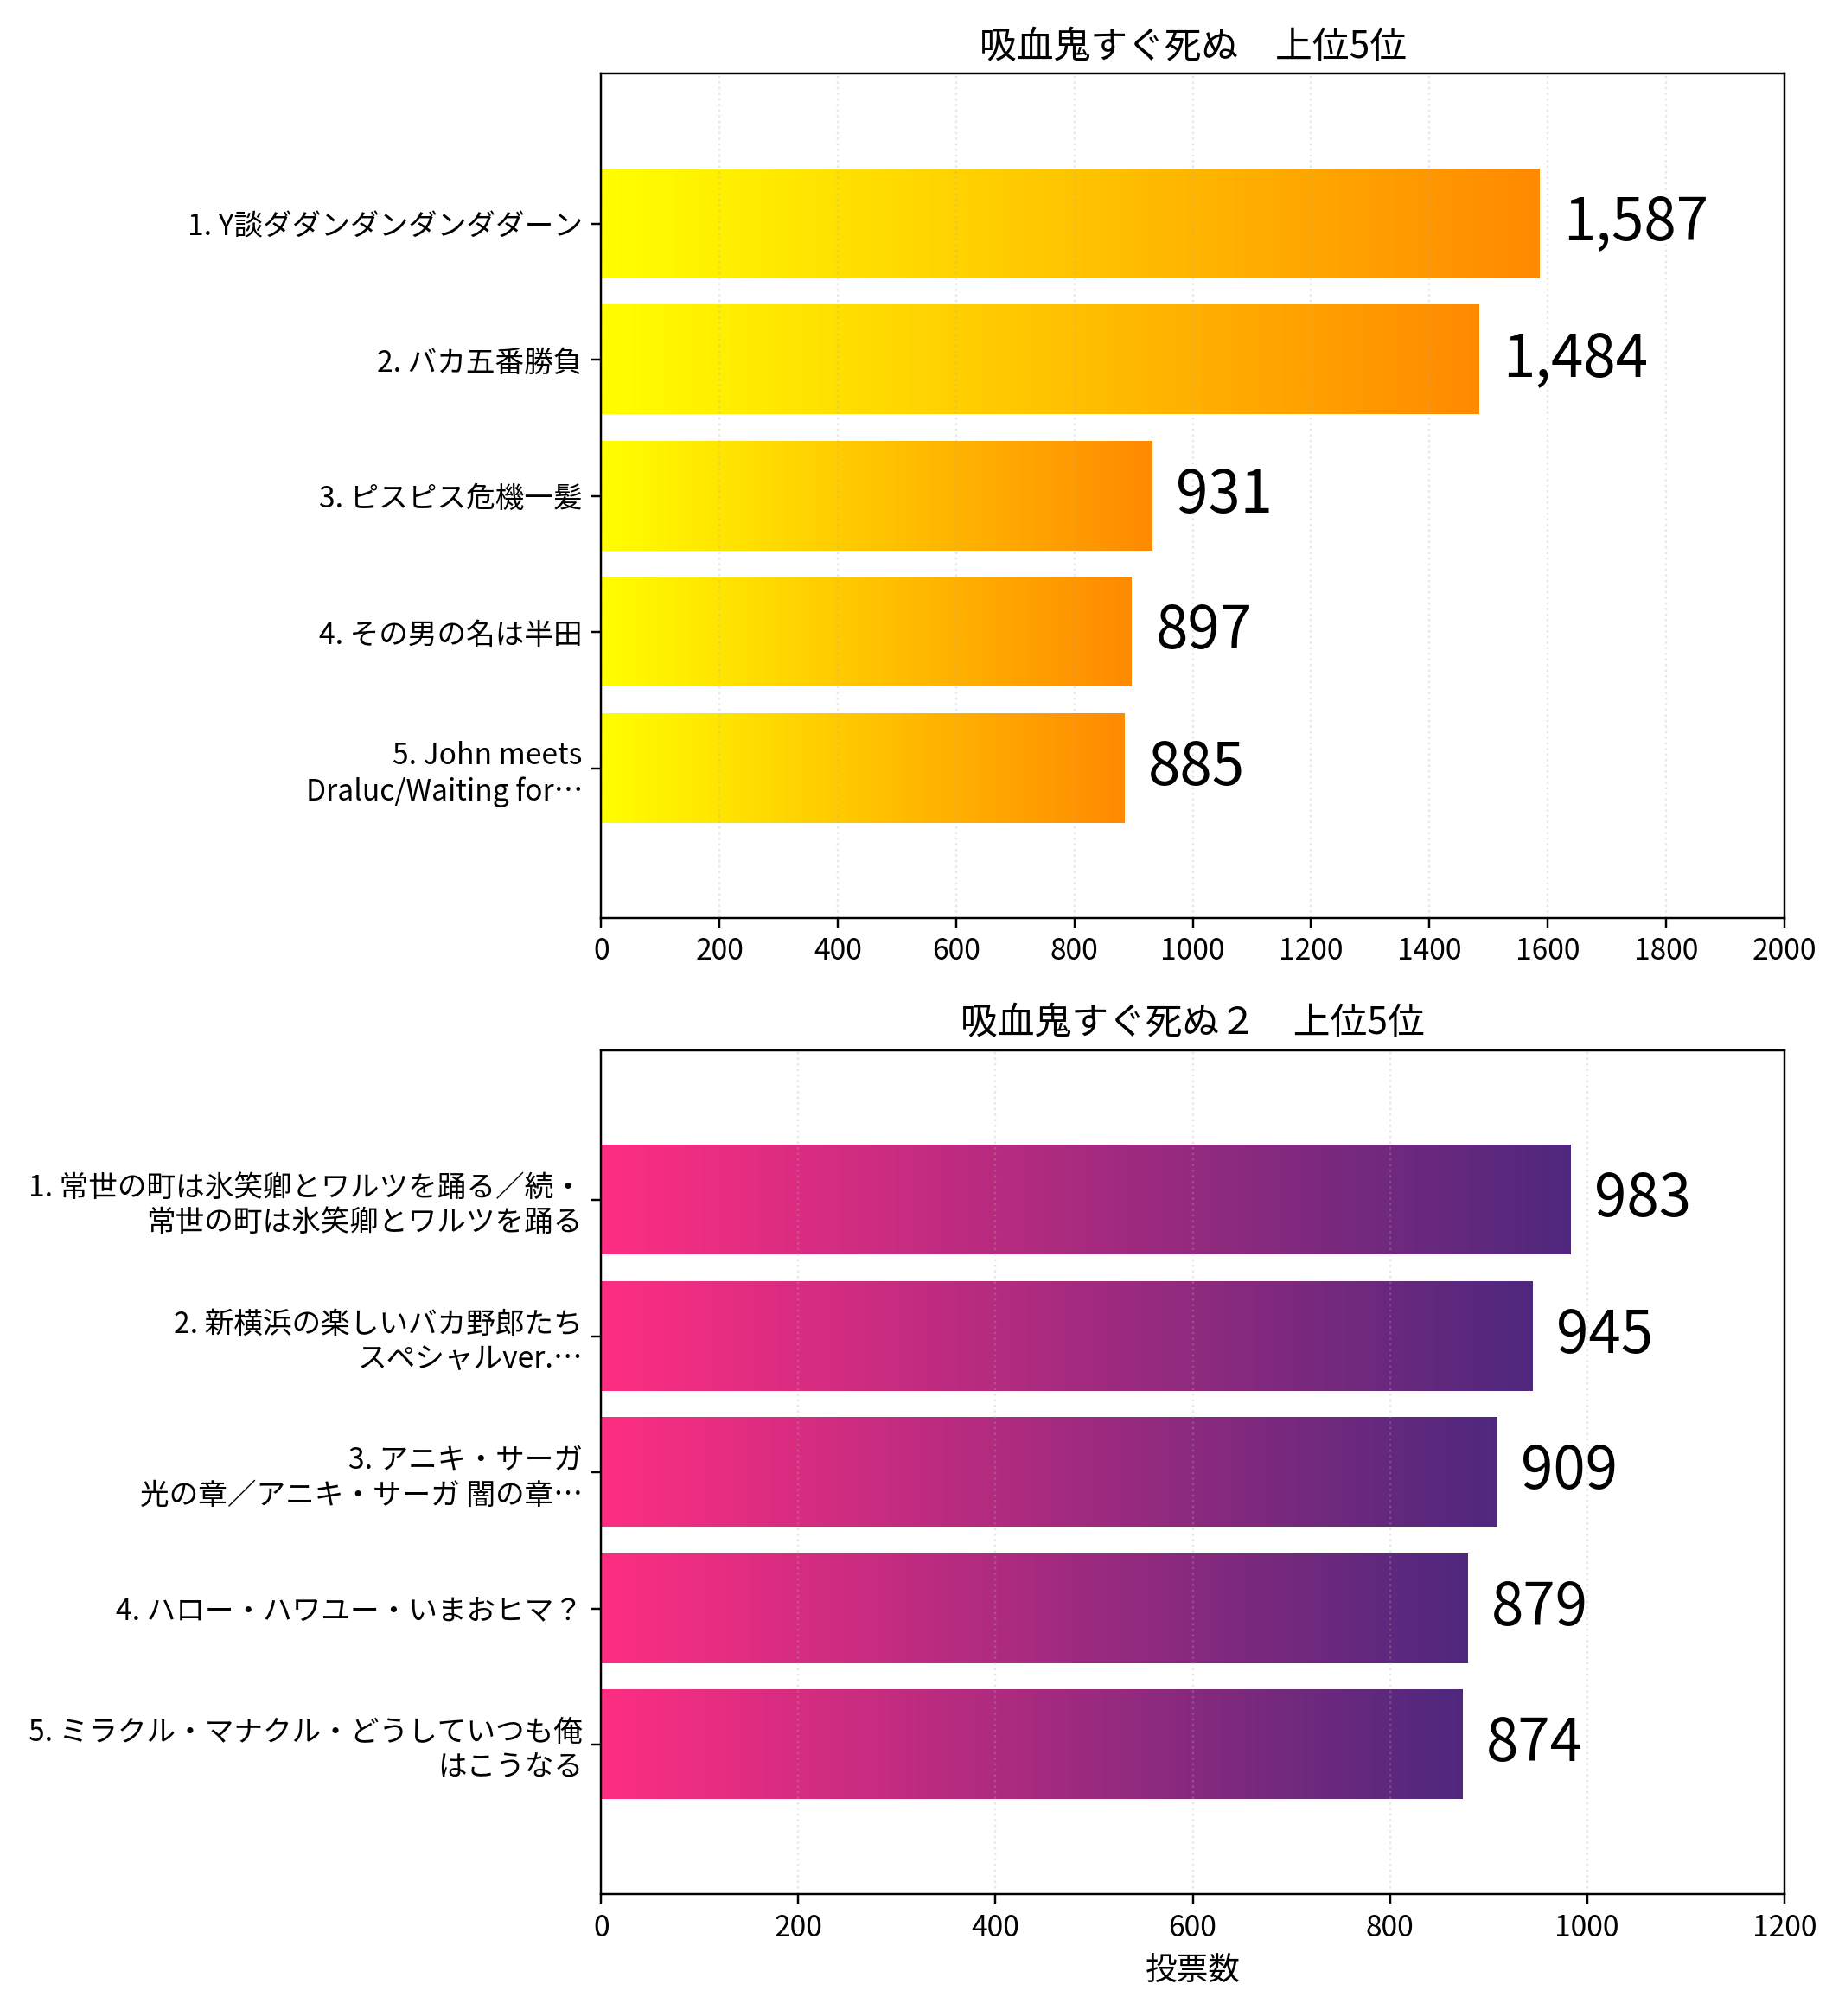 吸血鬼すぐ死ぬ　上位5位
1. Y談ダダンダンダンダダーン
1,587
2. バカ五番勝負
1,484
3. ピスピス危機一髪
931
4. その男の名は半田
897
5. John meets
Draluc/Waiting for…
885
0 200 400 600 800 1000 1200 1400 1600 1800 2000
吸血鬼すぐ死ぬ２　上位5位
1. 常世の町は氷笑卿とワルツを踊る／続・
常世の町は氷笑卿とワルツを踊る
983
2. 新横浜の楽しいバカ野郎たち
スペシャルver.…
945
3. アニキ・サーガ
光の章／アニキ・サーガ 闇の章…
909
4. ハロー・ハワユー・いまおヒマ？
879
5. ミラクル・マナクル・どうしていつも俺
はこうなる
874
0 200 400 600 800 1000 1200
投票数